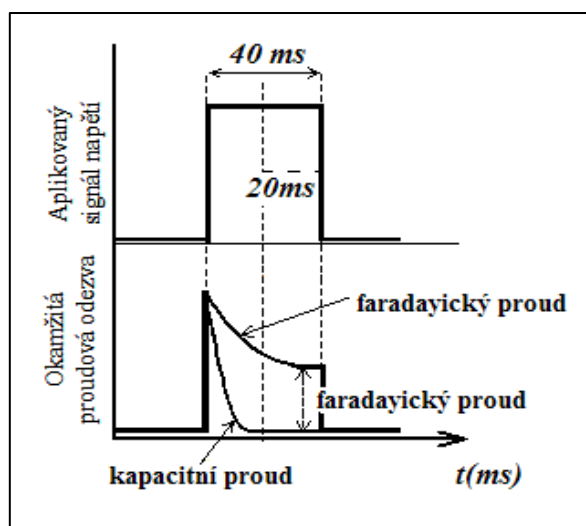 40 ms
Aplikovaný
signál napětí
20ms
Okamžitá
proudová odezva
faradayický proud
faradayický proud
kapacitní proud
t(ms)